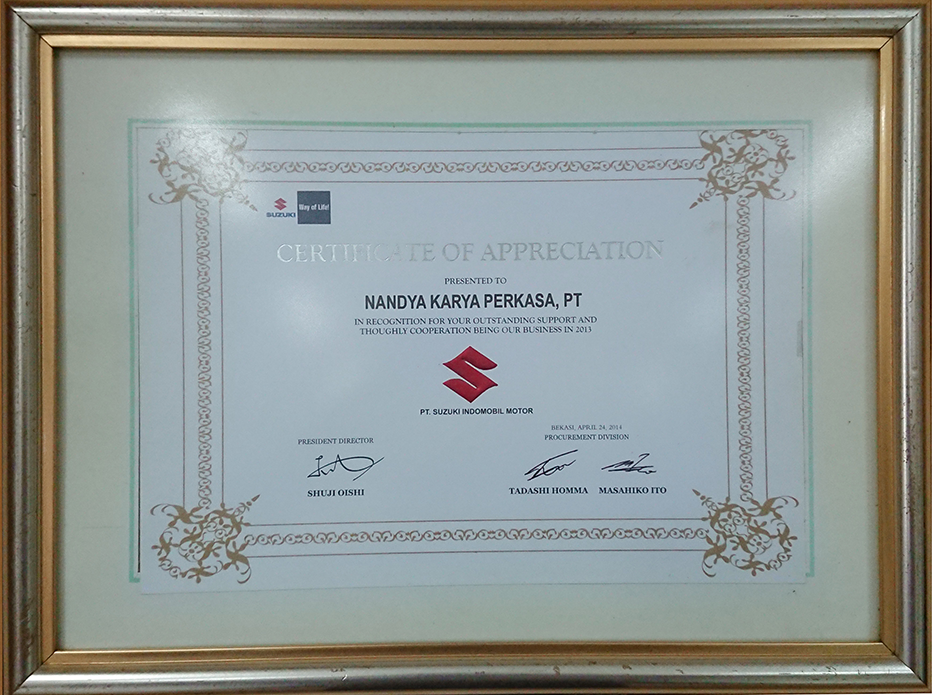 SUZUKI
Way of Life!
CERTIFICATE OF APPRECIATION
PRESENTED TO
NANDYA KARYA PERKASA, PT
IN RECOGNTION FOR YOUR OUTSTANDING SUPPORT AND
THOUGHLY COOPERATION BEING OUR BUSINESS IN 2013
PT. SUZUKI INDOMOBIL MOTOR
BEKASI, APRIL 24, 2014
PRESIDENT DIRECTOR
PROCUREMENT DIVISION
SHUJI OISHI
TADASHI HOMMA
MASAHIKO ITO